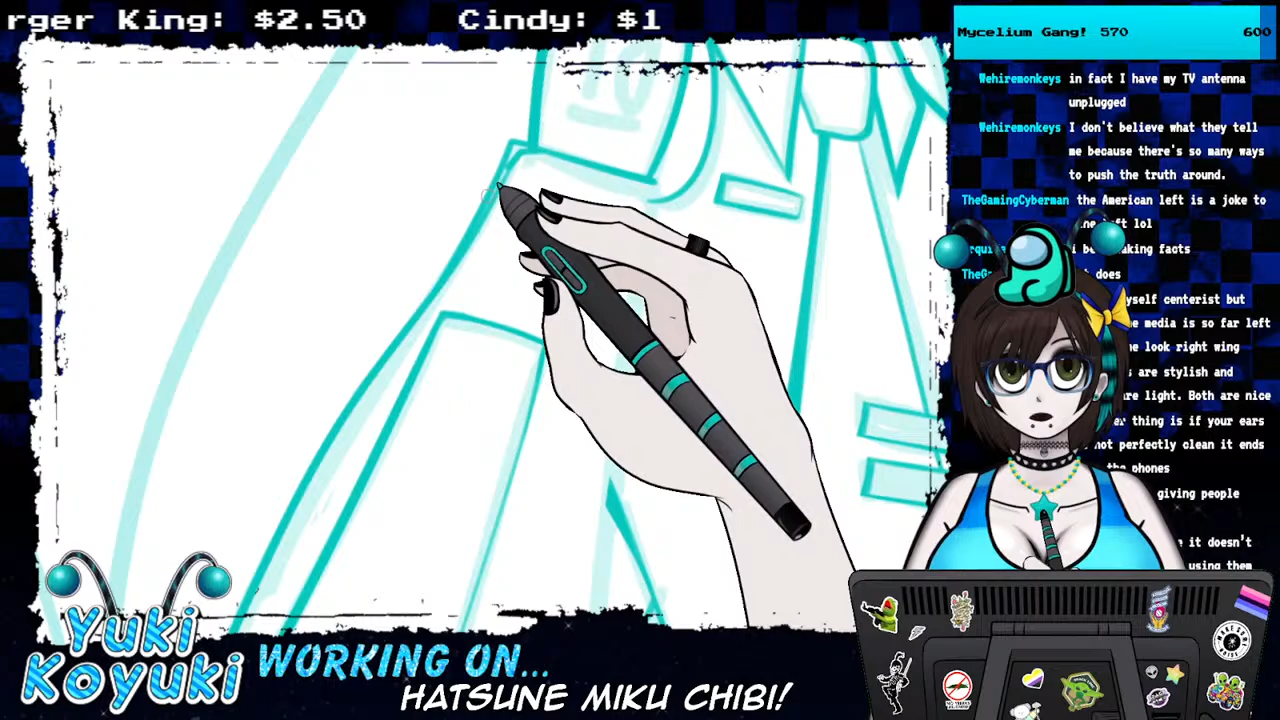 rger King: $2.50 Cindy: $1
Mycelium Gang! 570 600
Wehiremonkeys in fact I have my TV antenna
unplugged
Wehiremonkeys I don't believe what they tell
me because there's so many ways
to push the truth around.
TheGamingCyberman the American left is a joke to
left lol
facts
does
myself centerist but
media is so far left
look right wing
are stylish and
are light. Both are nice
thing is if your ears
not perfectly clean it ends
phones
giving people
it doesn't
using them
Yuki
Koyuki
WORKING ON...
HATSUNE MIKU CHIBI!